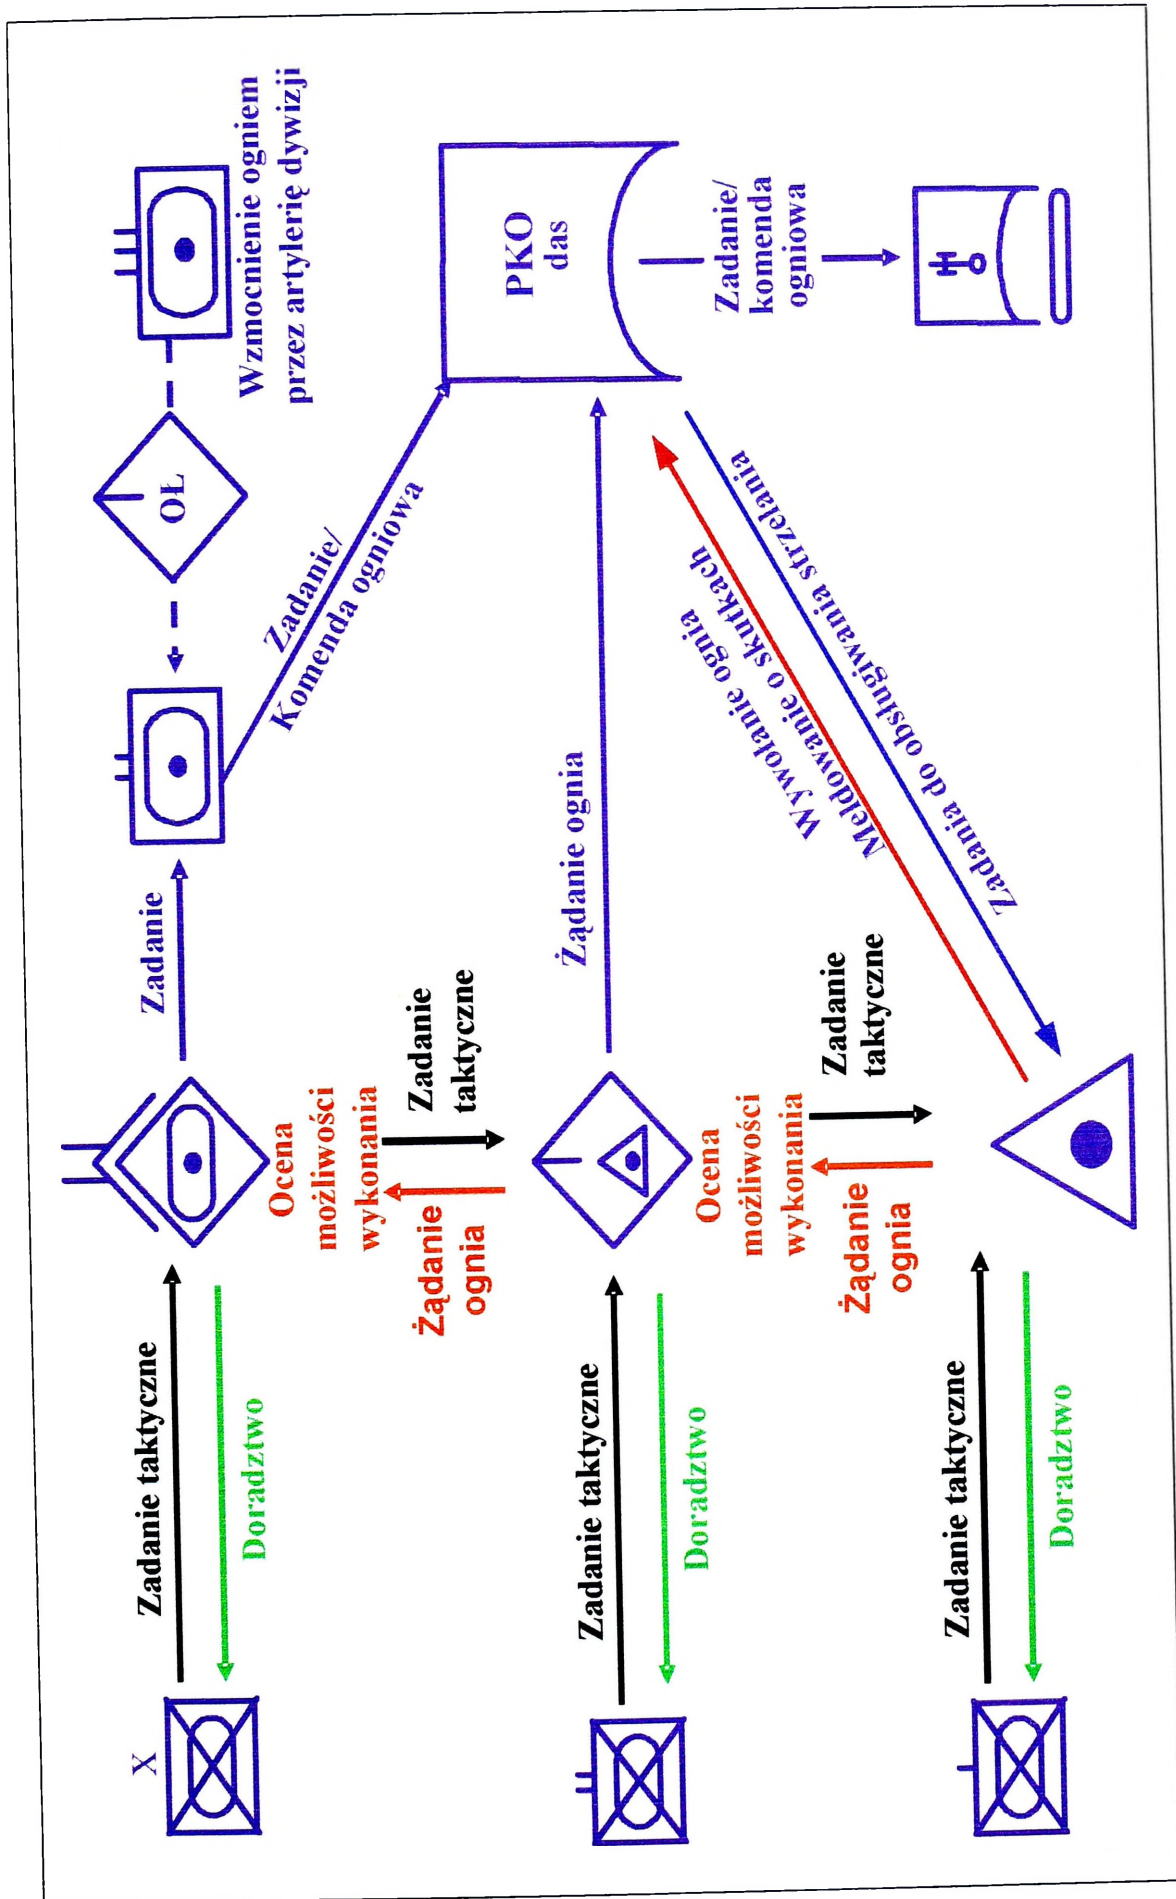 X
Zadanie taktyczne
Doradztwo
Zadanie
Wzmocnienie ogniem
przez artylerię dywizji
OŁ
Ocena
możliwości
wykonania
Zadanie
taktyczne
Żądanie
ognia
Zadanie/
Komenda ogniowa
Zadanie taktyczne
Doradztwo
Żądanie ognia
PKO
das
Ocena
możliwości
wykonania
Zadanie
taktyczne
Żądanie
ognia
Wywołanie ognia
Meldowanie o skutkach
Zadania do obsługiwania strzelania
Zadanie/
komenda
ogniowa
Zadanie taktyczne
Doradztwo